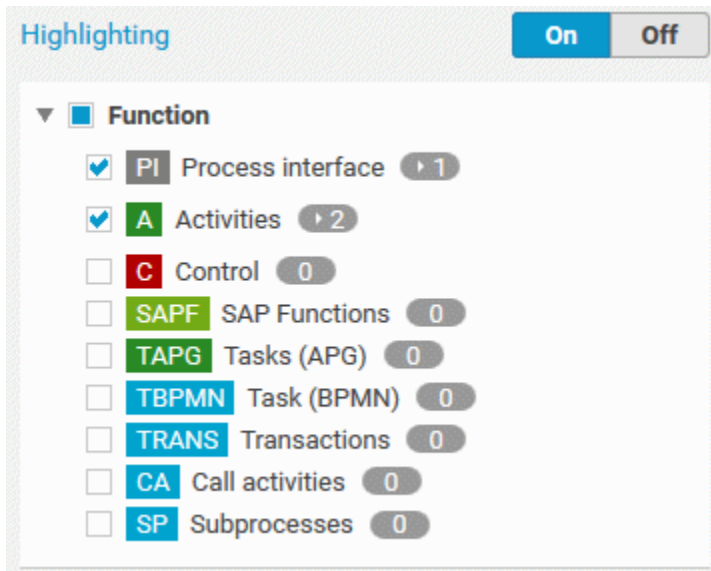 Highlighting On Off
Function
PI Process interface 1
A Activities 2
C Control 0
SAPF SAP Functions 0
TAPG Tasks (APG) 0
TBPMN Task (BPMN) 0
TRANS Transactions 0
CA Call activities 0
SP Subprocesses 0